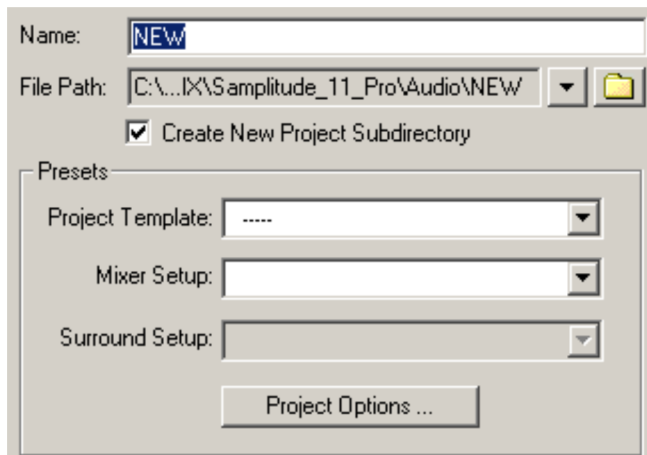 Name: NEW
File Path: C:\...IX\Samplitude_11_Pro\Audio\NEW
Create New Project Subdirectory
Presets
Project Template: -----
Mixer Setup:
Surround Setup:
Project Options ...